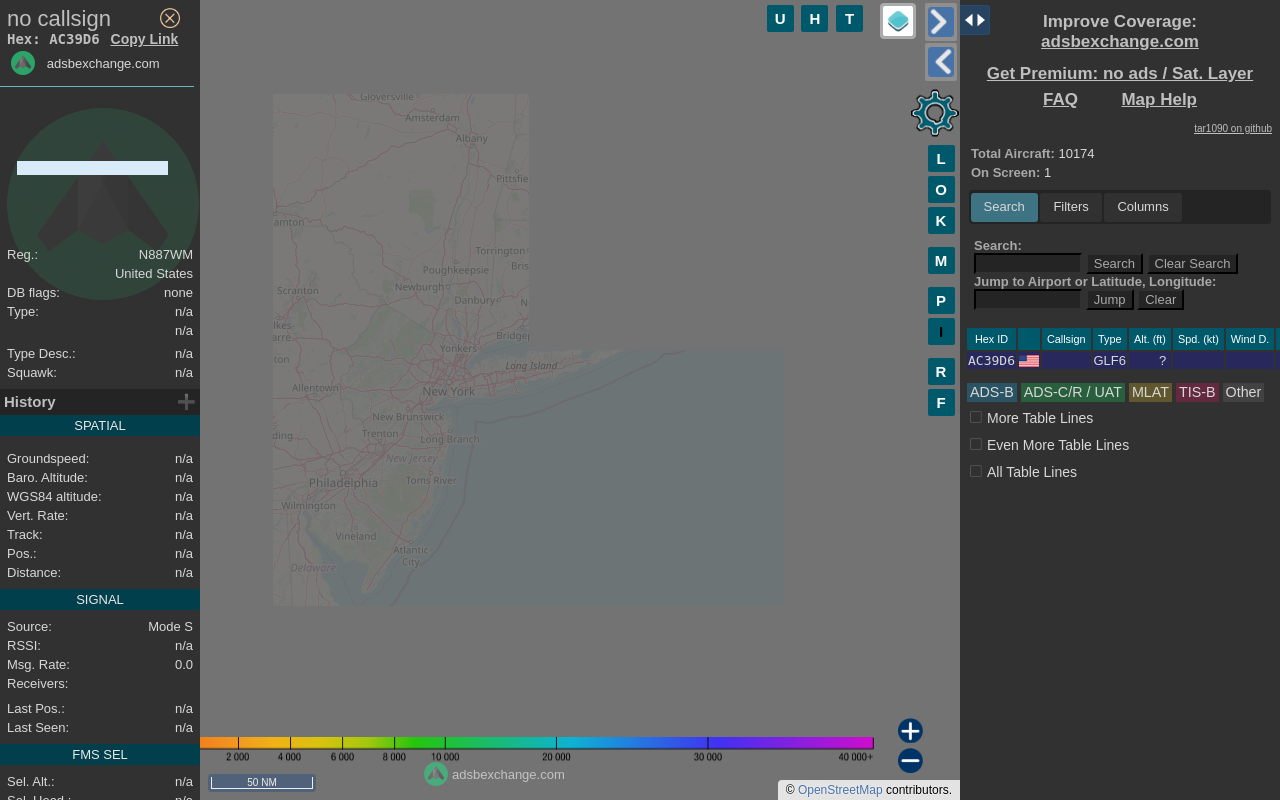 no callsign
Hex: AC39D6 Copy Link
adsbexchange.com
Reg.: N887WM
United States
DB flags: none
Type: n/a
n/a
Type Desc.: n/a
Squawk: n/a
History
SPATIAL
Groundspeed: n/a
Baro. Altitude: n/a
WGS84 altitude: n/a
Vert. Rate: n/a
Track: n/a
Pos.: n/a
Distance: n/a
SIGNAL
Source: Mode S
RSSI: n/a
Msg. Rate: 0.0
Receivers:
Last Pos.: n/a
Last Seen: n/a
FMS SEL
Sel. Alt.: n/a
Sel. Head.: n/a
U H T
L
O
K
M
P
I
R
F
Gloversville
Amsterdam
Albany
Pittsfie
amton
Torrington
Poughkeepsie
Bris
Newburgh
Scranton
Danbury
N
lkes-
arre
Bridgep
Yonkers
ton
Long Island
Allentown
New York
New Brunswick
ding
Trenton
Long Branch
New Jersey
Philadelphia
Toms River
Wilmington
Vineland
Atlantic
City
Delaware
2 000 4 000 6 000 8 000 10 000 20 000 30 000 40 000+
adsbexchange.com
50 NM
© OpenStreetMap contributors.
Improve Coverage:
adsbexchange.com
Get Premium: no ads / Sat. Layer
FAQ Map Help
tar1090 on github
Total Aircraft: 10174
On Screen: 1
Search Filters Columns
Search:
Search Clear Search
Jump to Airport or Latitude, Longitude:
Jump Clear
Hex ID Callsign Type Alt. (ft) Spd. (kt) Wind D.
AC39D6 GLF6 ?
ADS-B ADS-C/R / UAT MLAT TIS-B Other
More Table Lines
Even More Table Lines
All Table Lines